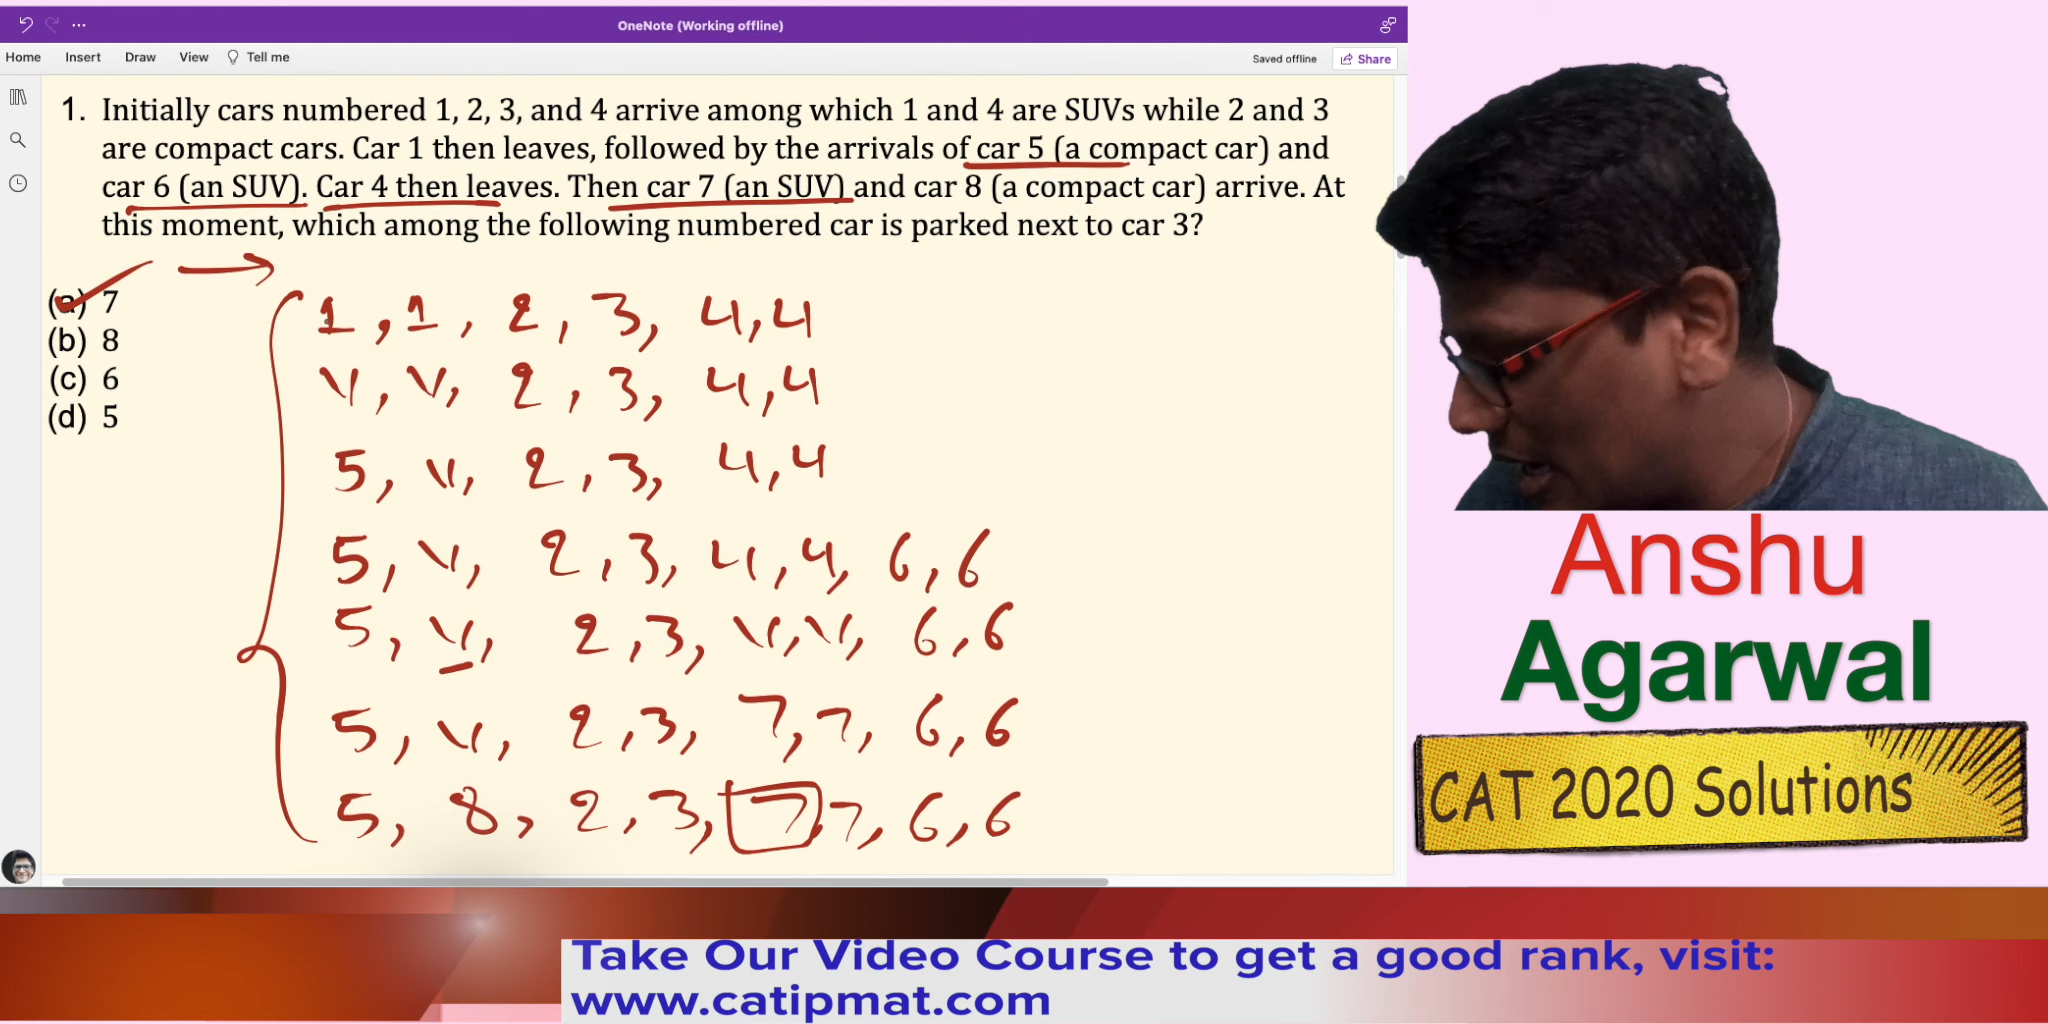 OneNote (Working offline)
Home Insert Draw View Tell me
Saved offline Share
1. Initially cars numbered 1, 2, 3, and 4 arrive among which 1 and 4 are SUVs while 2 and 3
are compact cars. Car 1 then leaves, followed by the arrivals of car 5 (a compact car) and
car 6 (an SUV). Car 4 then leaves. Then car 7 (an SUV) and car 8 (a compact car) arrive. At
this moment, which among the following numbered car is parked next to car 3?
(a) 7
(b) 8
(c) 6
(d) 5
1, 1, 2, 3, 4, 4
V, V, 2, 3, 4, 4
5, V, 2, 3, 4, 4
5, V, 2, 3, 4, 4, 6, 6
5, V, 2, 3, V, V, 6, 6
5, V, 2, 3, 7, 7, 6, 6
5, 8, 2, 3, 7, 7, 6, 6
Anshu
Agarwal
CAT 2020 Solutions
Take Our Video Course to get a good rank, visit:
www.catipmat.com